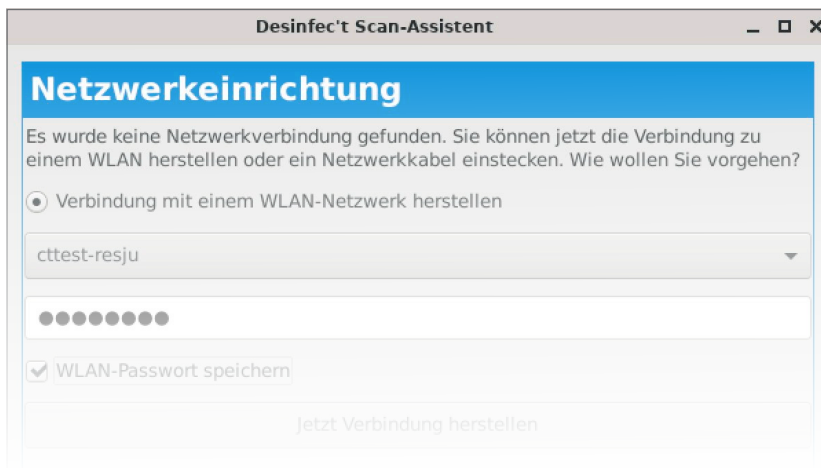 Desinfec't Scan-Assistent
Netzwerkeinrichtung
Es wurde keine Netzwerkverbindung gefunden. Sie können jetzt die Verbindung zu
einem WLAN herstellen oder ein Netzwerkkabel einstecken. Wie wollen Sie vorgehen?
Verbindung mit einem WLAN-Netzwerk herstellen
cttest-resju
●●●●●●●●
WLAN-Passwort speichern
Jetzt Verbindung herstellen